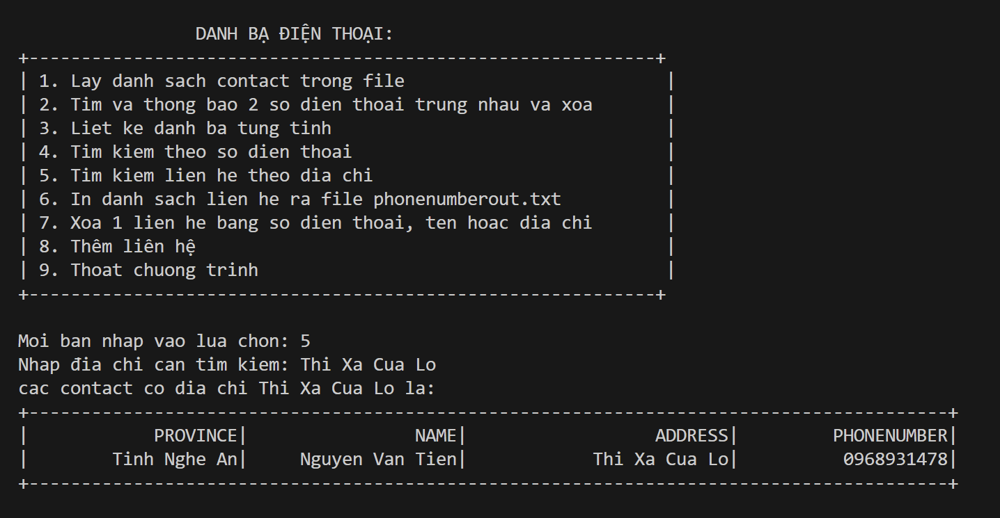 DANH BẠ ĐIỆN THOẠI:
+------------------------------------------------------------+
| 1. Lay danh sach contact trong file                         |
| 2. Tim va thong bao 2 so dien thoai trung nhau va xoa       |
| 3. Liet ke danh ba tung tinh                                |
| 4. Tim kiem theo so dien thoai                              |
| 5. Tim kiem lien he theo dia chi                            |
| 6. In danh sach lien he ra file phonenumberout.txt          |
| 7. Xoa 1 lien he bang so dien thoai, ten hoac dia chi       |
| 8. Thêm liên hệ                                             |
| 9. Thoat chuong trinh                                       |
+------------------------------------------------------------+
Moi ban nhap vao lua chon: 5
Nhap đia chi can tim kiem: Thi Xa Cua Lo
cac contact co dia chi Thi Xa Cua Lo la:
+----------------------------------------------------------------------------------------+
|            PROVINCE|                NAME|                  ADDRESS|         PHONENUMBER|
|        Tinh Nghe An|     Nguyen Van Tien|            Thi Xa Cua Lo|          0968931478|
+----------------------------------------------------------------------------------------+